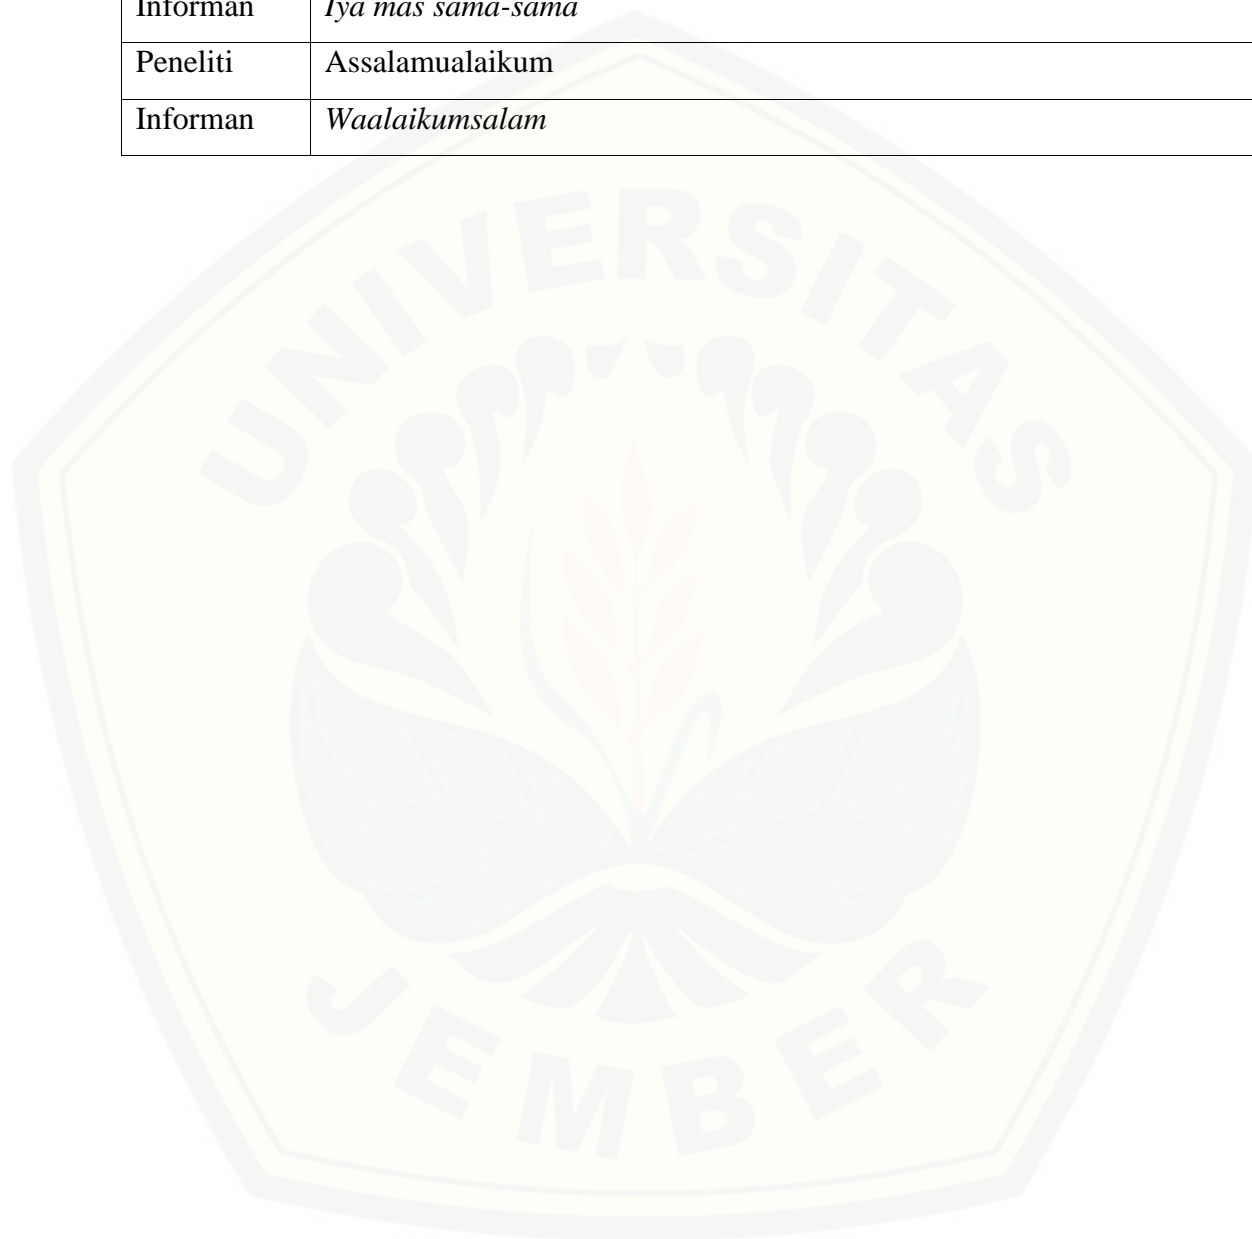 Informan Iya mas sama-sama
Peneliti Assalamualaikum
Informan Waalaikumsalam
UNIVERSITAS
JEMBER